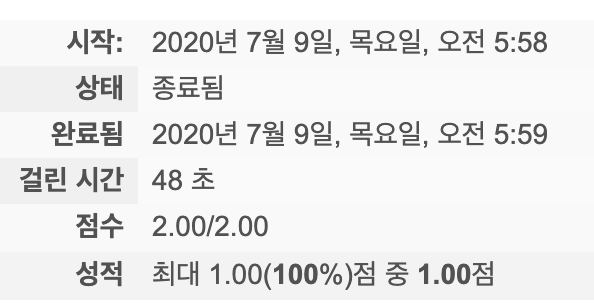 시작: 2020년 7월 9일, 목요일, 오전 5:58
상태 종료됨
완료됨 2020년 7월 9일, 목요일, 오전 5:59
걸린 시간 48 초
점수 2.00/2.00
성적 최대 1.00(100%)점 중 1.00점